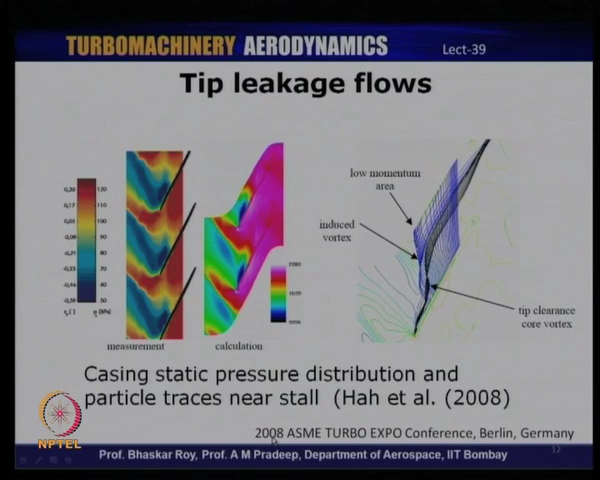 TURBOMACHINERY AERODYNAMICS
Lect-39
Tip leakage flows
low momentum
area
induced
vortex
tip clearance
core vortex
measurement
calculation
Casing static pressure distribution and
particle traces near stall (Hah et al. (2008)
2008 ASME TURBO EXPO Conference, Berlin, Germany
NPTEL
Prof. Bhaskar Roy, Prof. A M Pradeep, Department of Aerospace, IIT Bombay
12